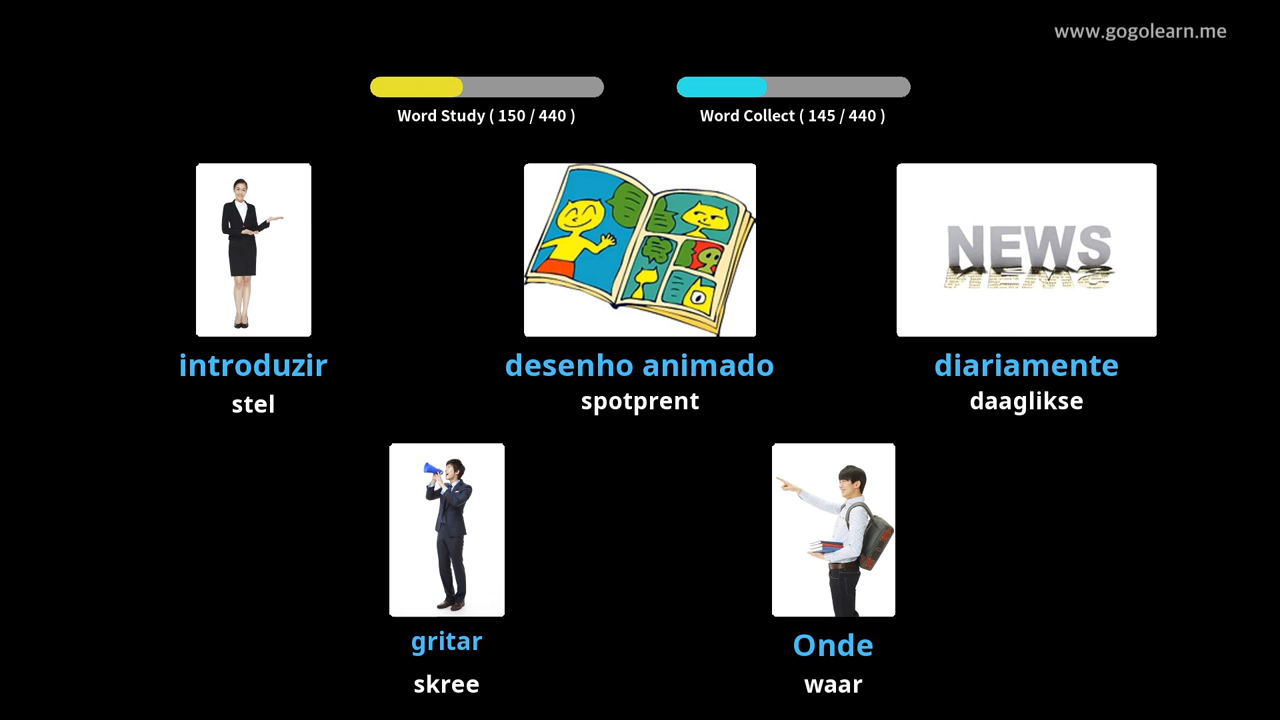 www.gogolearn.me
Word Study ( 150 / 440 )
Word Collect ( 145 / 440 )
NEWS
introduzir
stel
desenho animado
spotprent
diariamente
daaglikse
gritar
skree
Onde
waar